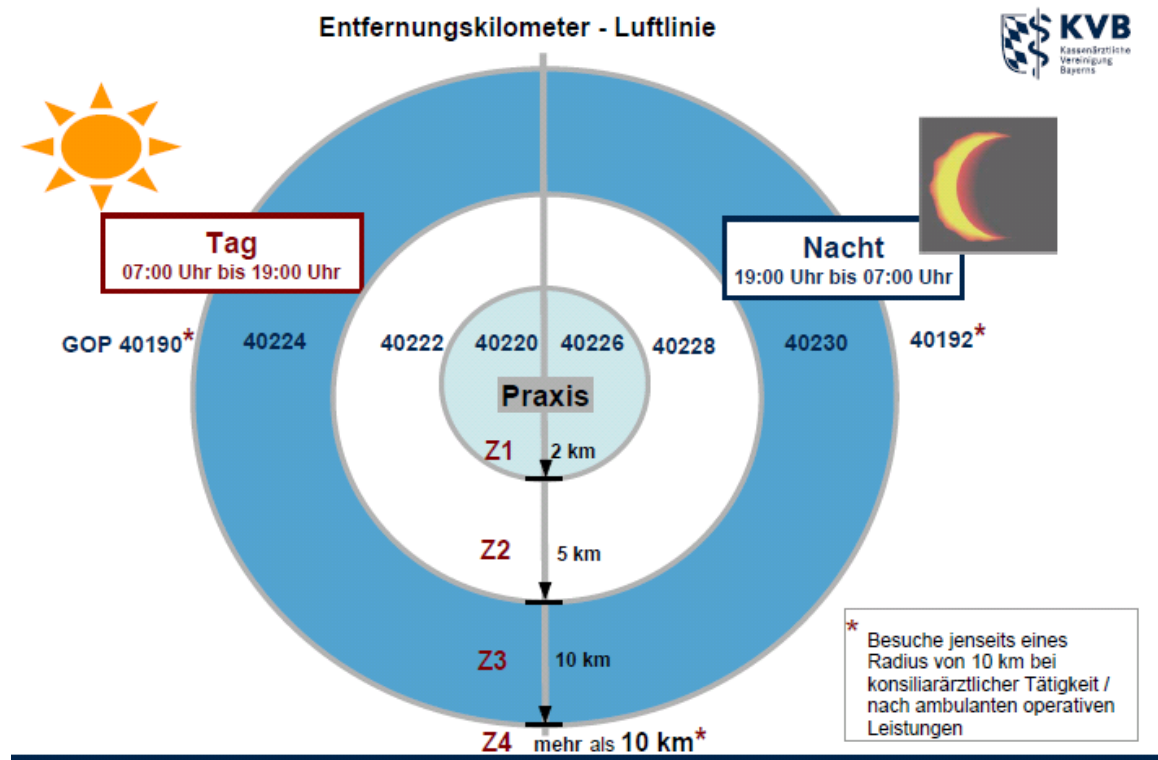 Entfernungskilometer - Luftlinie
KVB
Kassenärztliche
Vereinigung
Bayerns
Tag
07:00 Uhr bis 19:00 Uhr
Nacht
19:00 Uhr bis 07:00 Uhr
GOP 40190*
40224
40222
40220
40226
40228
40230
40192*
Praxis
Z1
2 km
Z2
5 km
Z3
10 km
Z4
mehr als 10 km*
* Besuche jenseits eines
Radius von 10 km bei
konsiliarärztlicher Tätigkeit /
nach ambulanten operativen
Leistungen